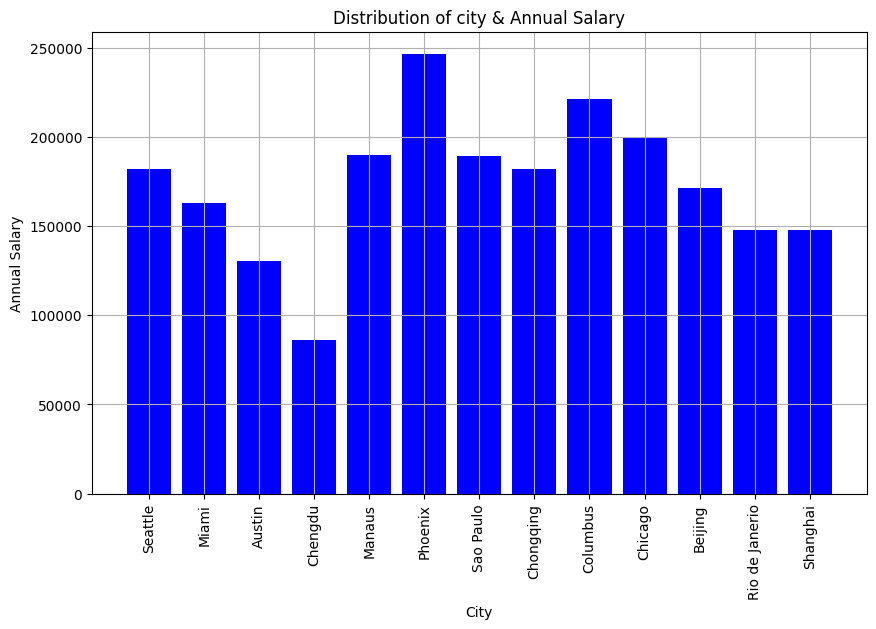 Distribution of city & Annual Salary
250000
200000
150000
100000
50000
0
Annual Salary
Seattle
Miami
Austin
Chengdu
Manaus
Phoenix
Sao Paulo
Chongqing
Columbus
Chicago
Beijing
Rio de Janerio
Shanghai
City